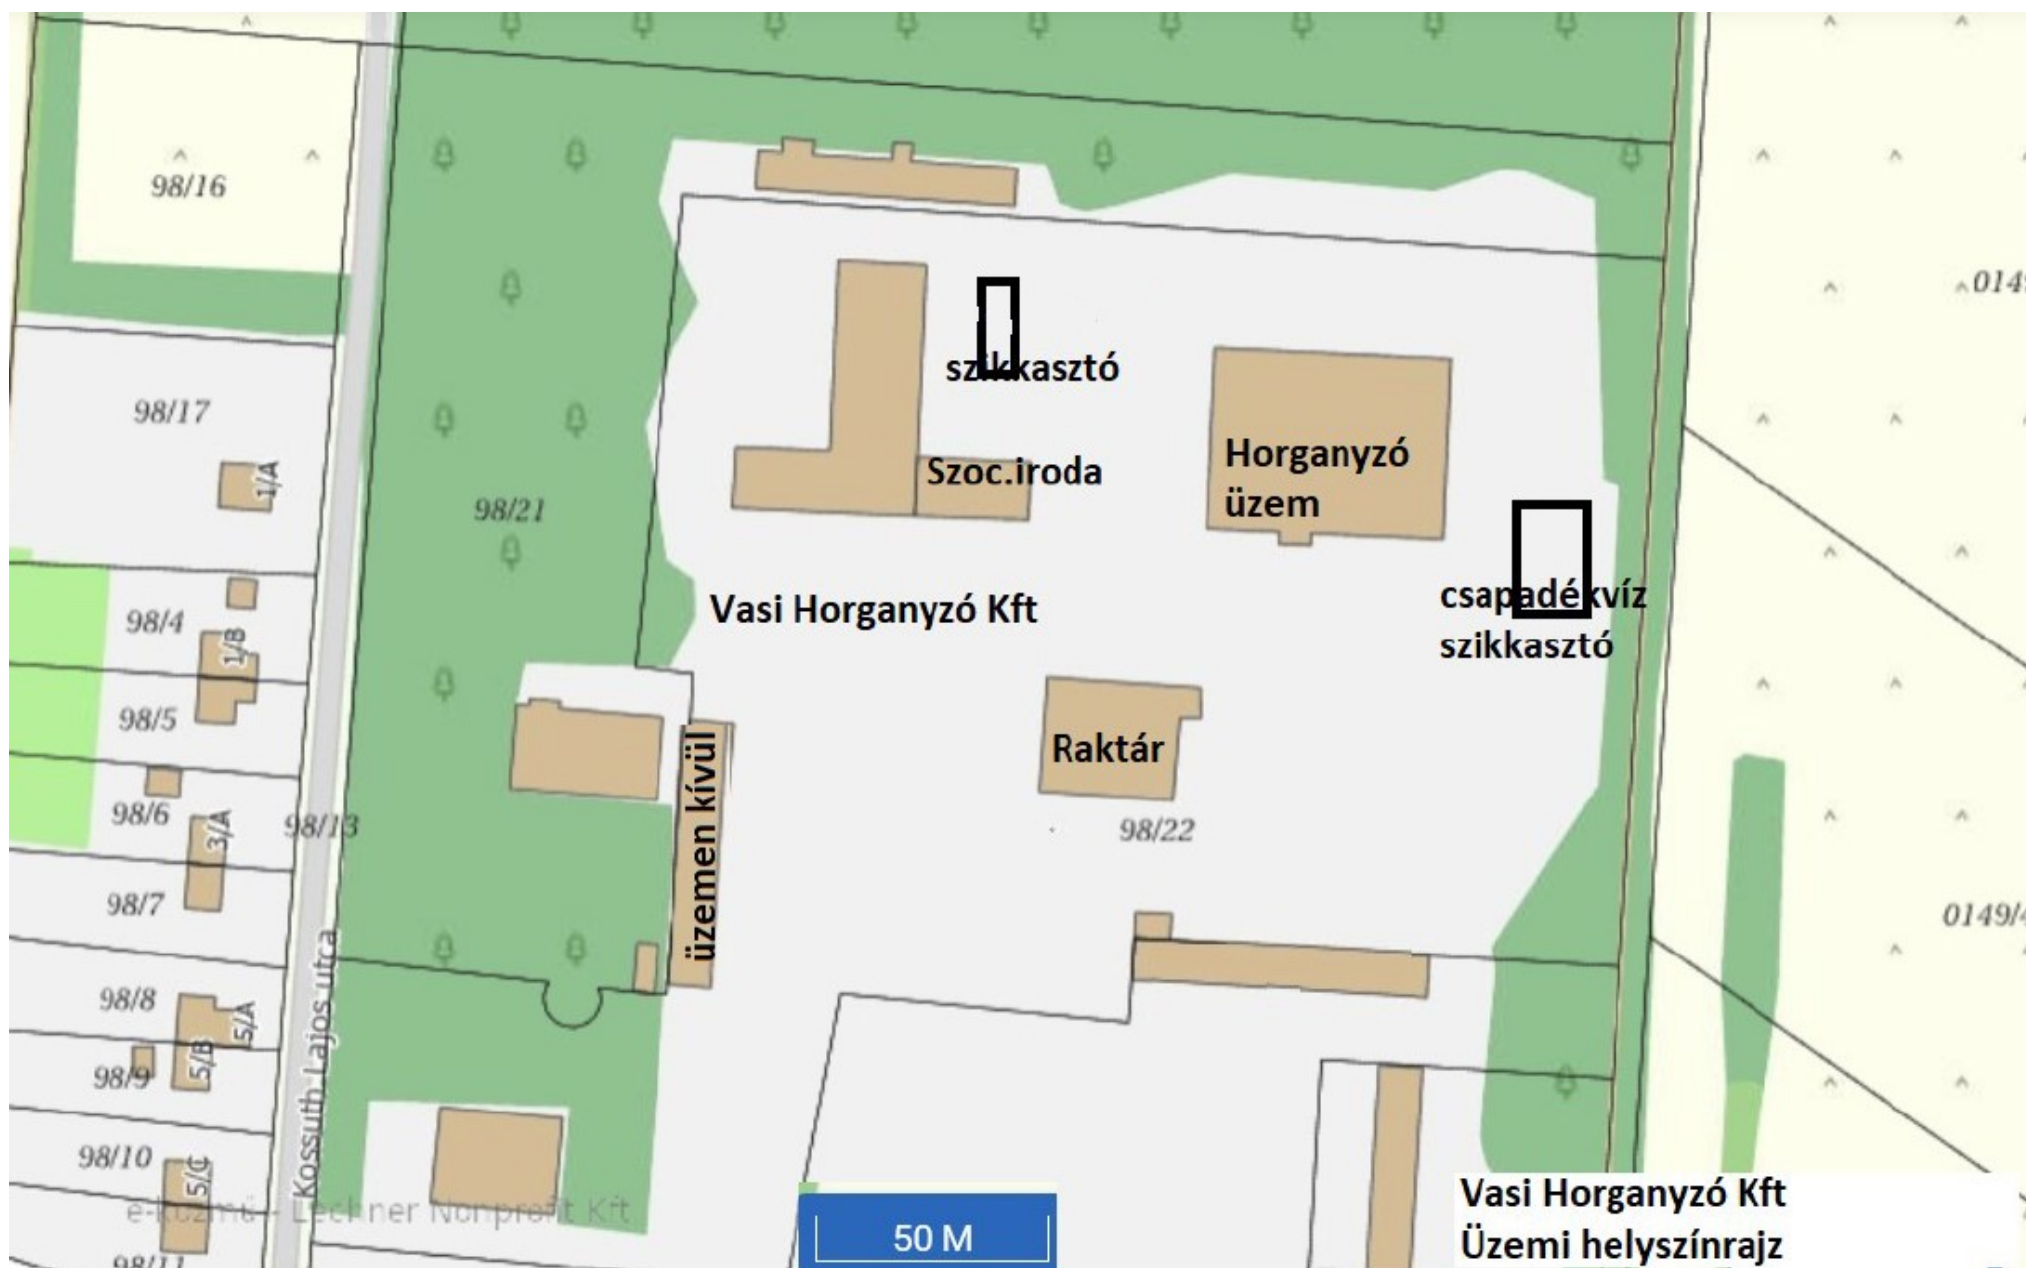 98/16
0149
98/17
szikkasztó
1/A
Horganyzó
üzem
Szoc.iroda
98/21
98/4
1/B
Vasi Horganyzó Kft
csapadékvíz
szikkasztó
98/5
üzemen kívül
Raktár
98/6
3/A
98/13
98/22
98/7
0149/4
98/8
5/A
5/B
98/9
Kossuth Lajos utca
98/10
5/C
e-közmű - Lechner Nonprofit Kft
98/11
50 M
Vasi Horganyzó Kft
Üzemi helyszínrajz